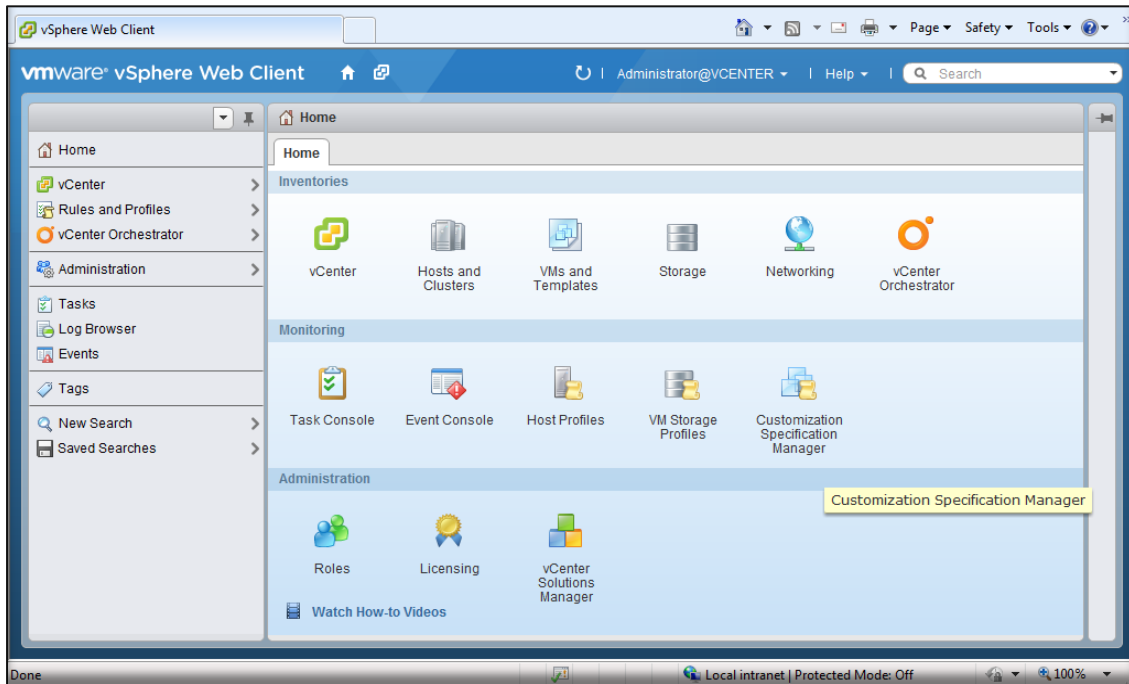 vSphere Web Client
Page Safety Tools
vmware® vSphere Web Client
Administrator@VCENTER
Help
Search
Home
Home
Home
vCenter
Rules and Profiles
vCenter Orchestrator
Administration
Tasks
Log Browser
Events
Tags
New Search
Saved Searches
Inventories
vCenter
Hosts and
Clusters
VMs and
Templates
Storage
Networking
vCenter
Orchestrator
Monitoring
Task Console
Event Console
Host Profiles
VM Storage
Profiles
Customization
Specification
Manager
Administration
Customization Specification Manager
Roles
Licensing
vCenter
Solutions
Manager
Watch How-to Videos
Done
Local intranet | Protected Mode: Off
100%